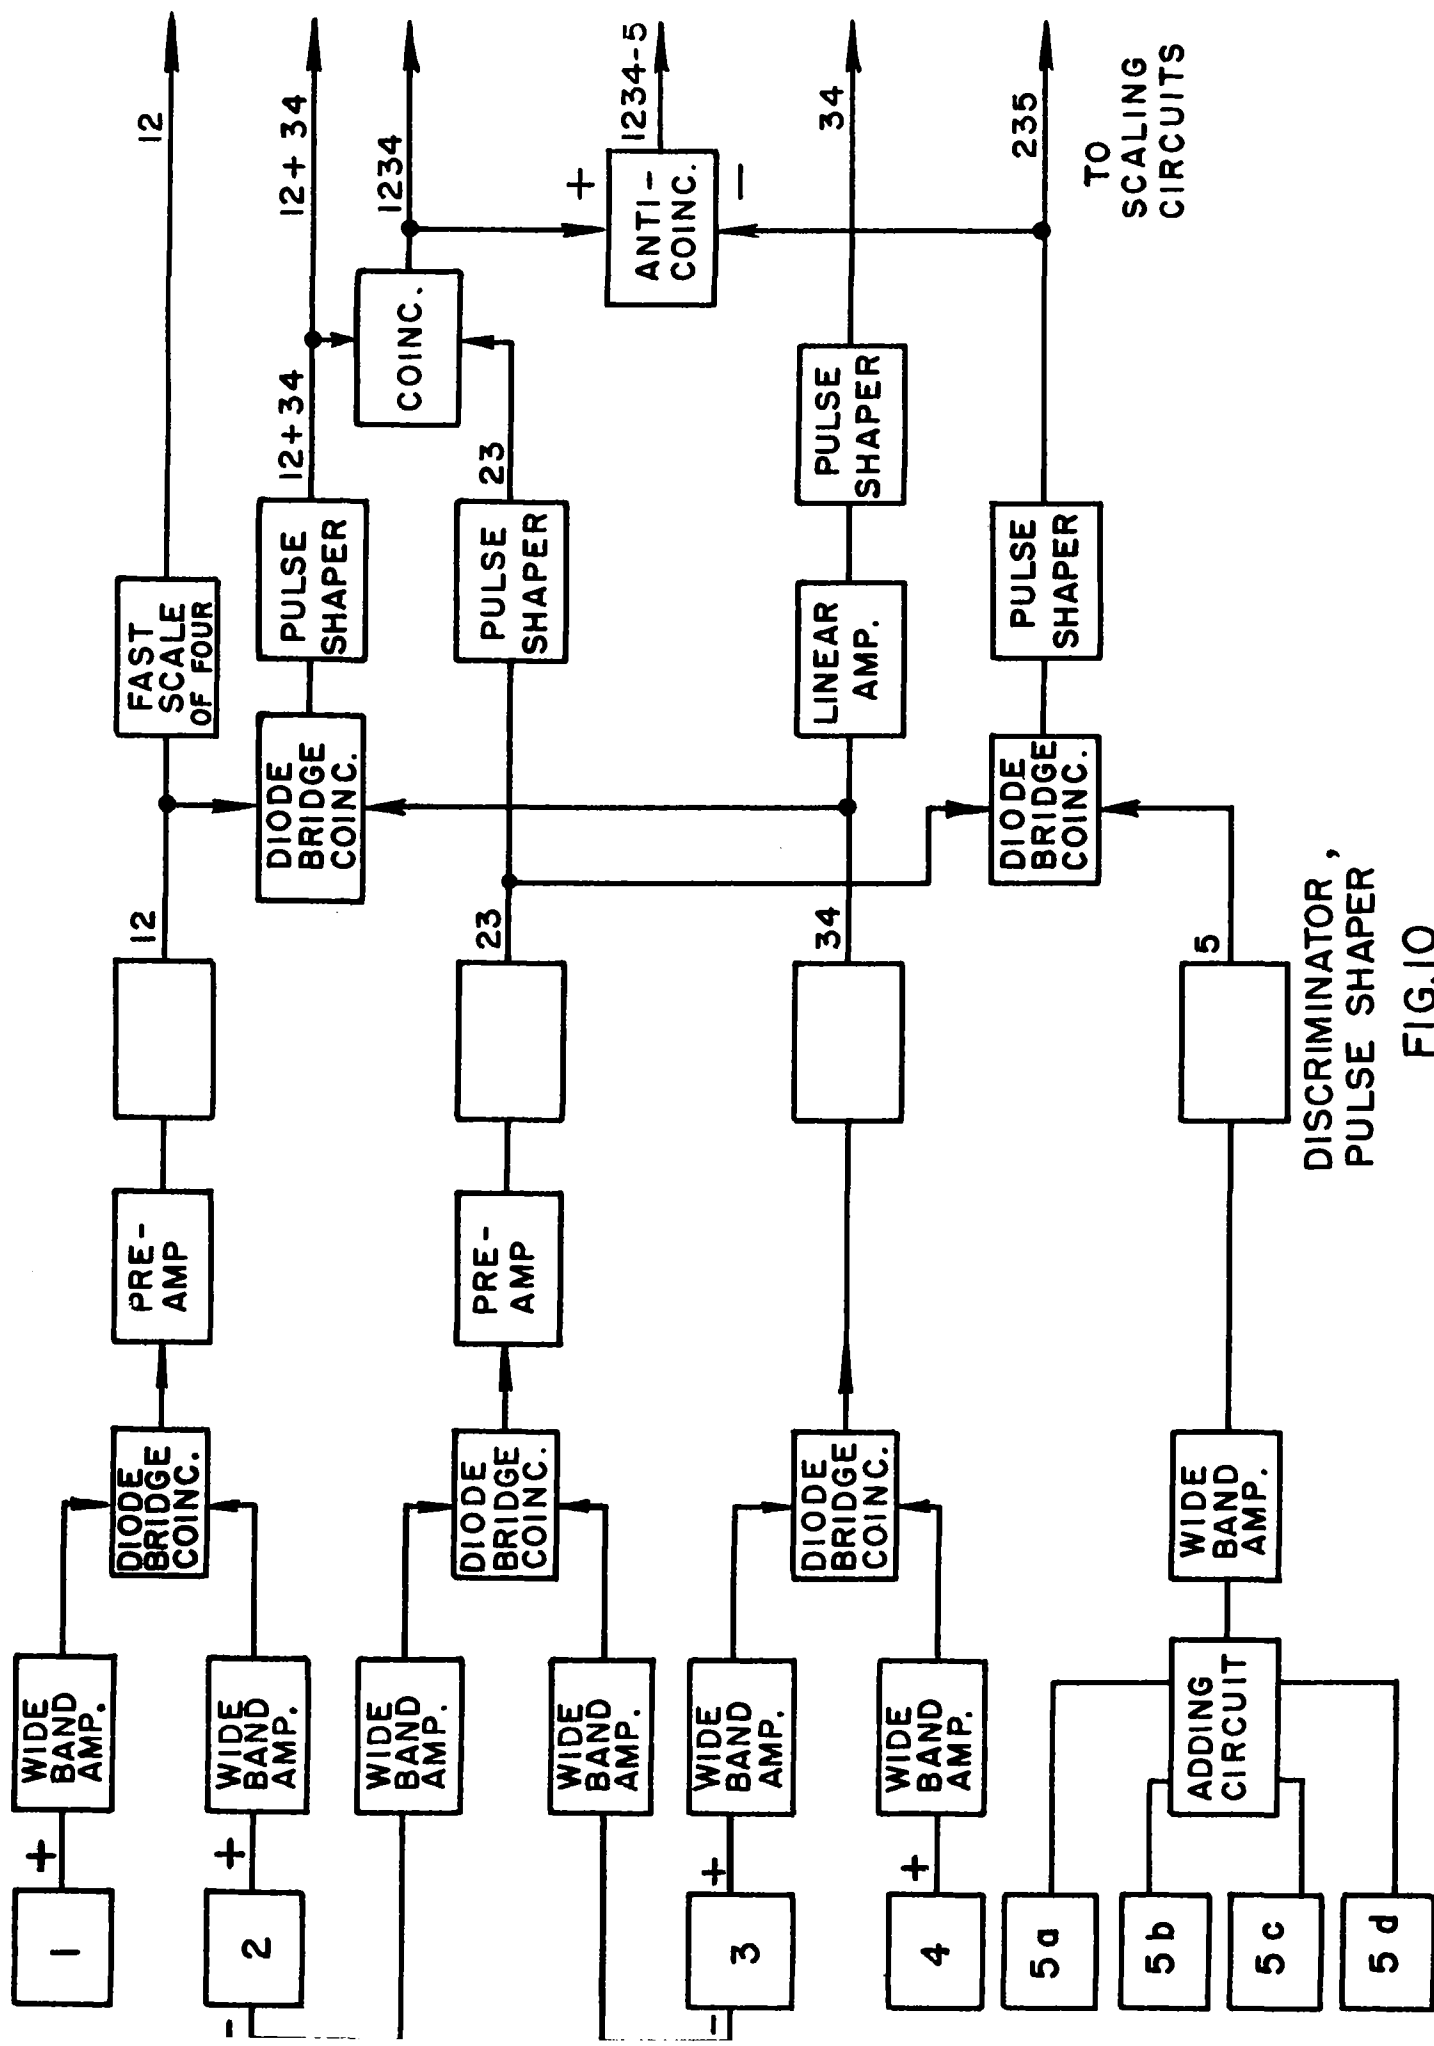 1
+
WIDE
BAND
AMP.
2
+
-
WIDE
BAND
AMP.
DIODE
BRIDGE
COINC.
PRE-
AMP
12
FAST
SCALE
OF FOUR
12
DIODE
BRIDGE
COINC.
PULSE
SHAPER
12+34
12+34
WIDE
BAND
AMP.
WIDE
BAND
AMP.
DIODE
BRIDGE
COINC.
PRE-
AMP
23
PULSE
SHAPER
23
COINC.
1234
+
ANTI-
COINC.
-
1234-5
3
+
-
WIDE
BAND
AMP.
4
+
WIDE
BAND
AMP.
DIODE
BRIDGE
COINC.
34
LINEAR
AMP.
PULSE
SHAPER
34
5a
5b
5c
5d
ADDING
CIRCUIT
WIDE
BAND
AMP.
5
DIODE
BRIDGE
COINC.
PULSE
SHAPER
235
TO
SCALING
CIRCUITS
DISCRIMINATOR,
PULSE SHAPER
FIG.10